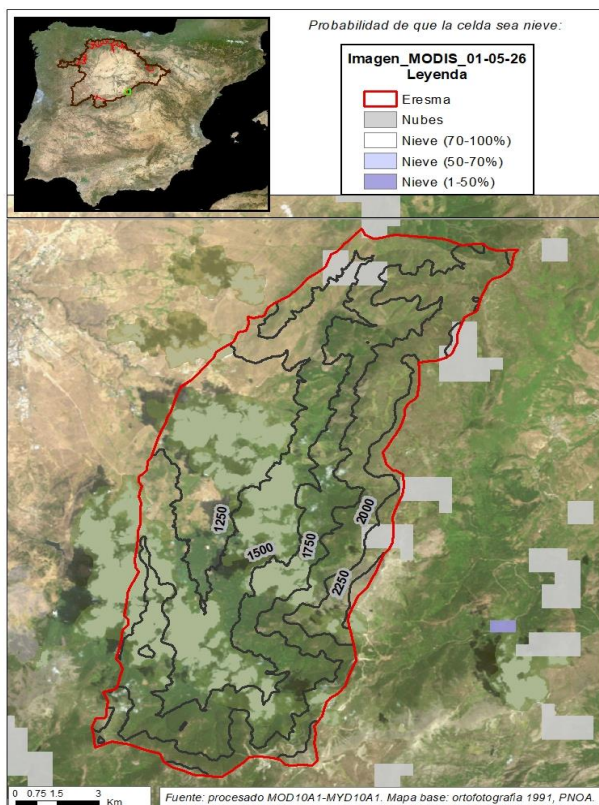 Probabilidad de que la celda sea nieve:
Imagen_MODIS_01-05-26
Leyenda
Eresma
Nubes
Nieve (70-100%)
Nieve (50-70%)
Nieve (1-50%)
1250
1500
1750
2000
2250
0 0.75 1.5 3
Km
Fuente: procesado MOD10A1-MYD10A1. Mapa base: ortofotografia 1991, PNOA.